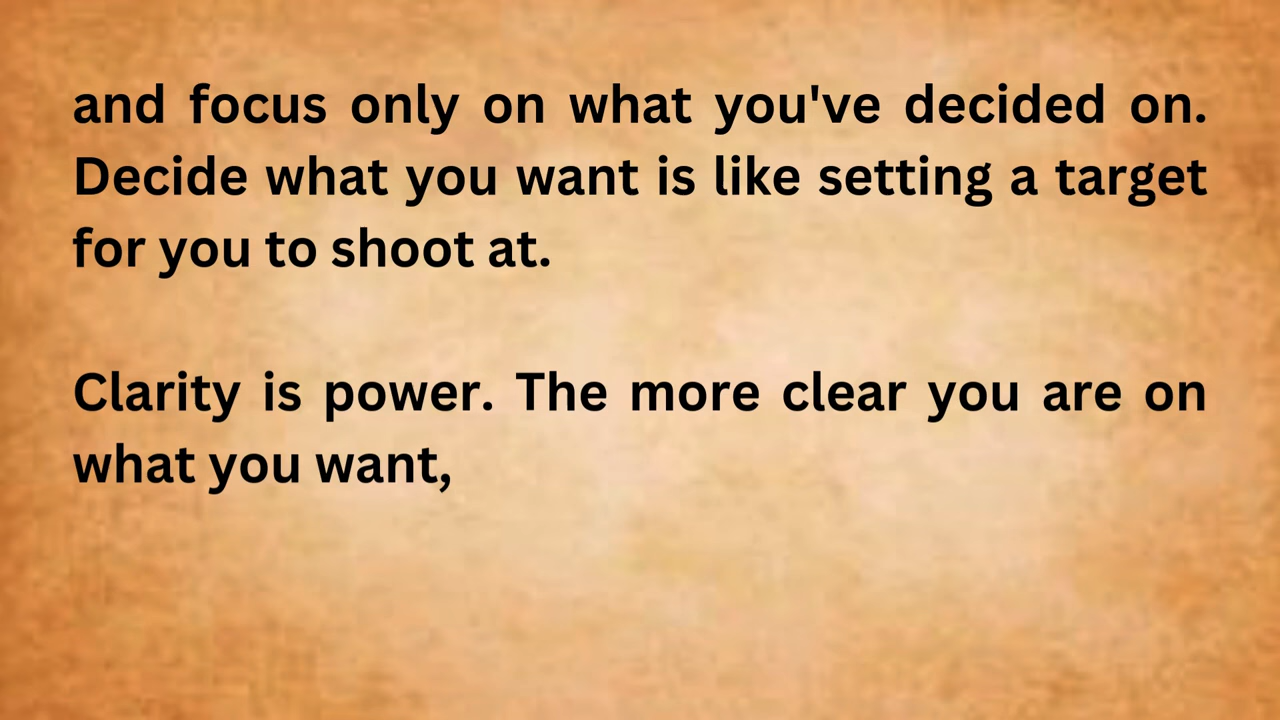 and focus only on what you've decided on.
Decide what you want is like setting a target
for you to shoot at.
Clarity is power. The more clear you are on
what you want,